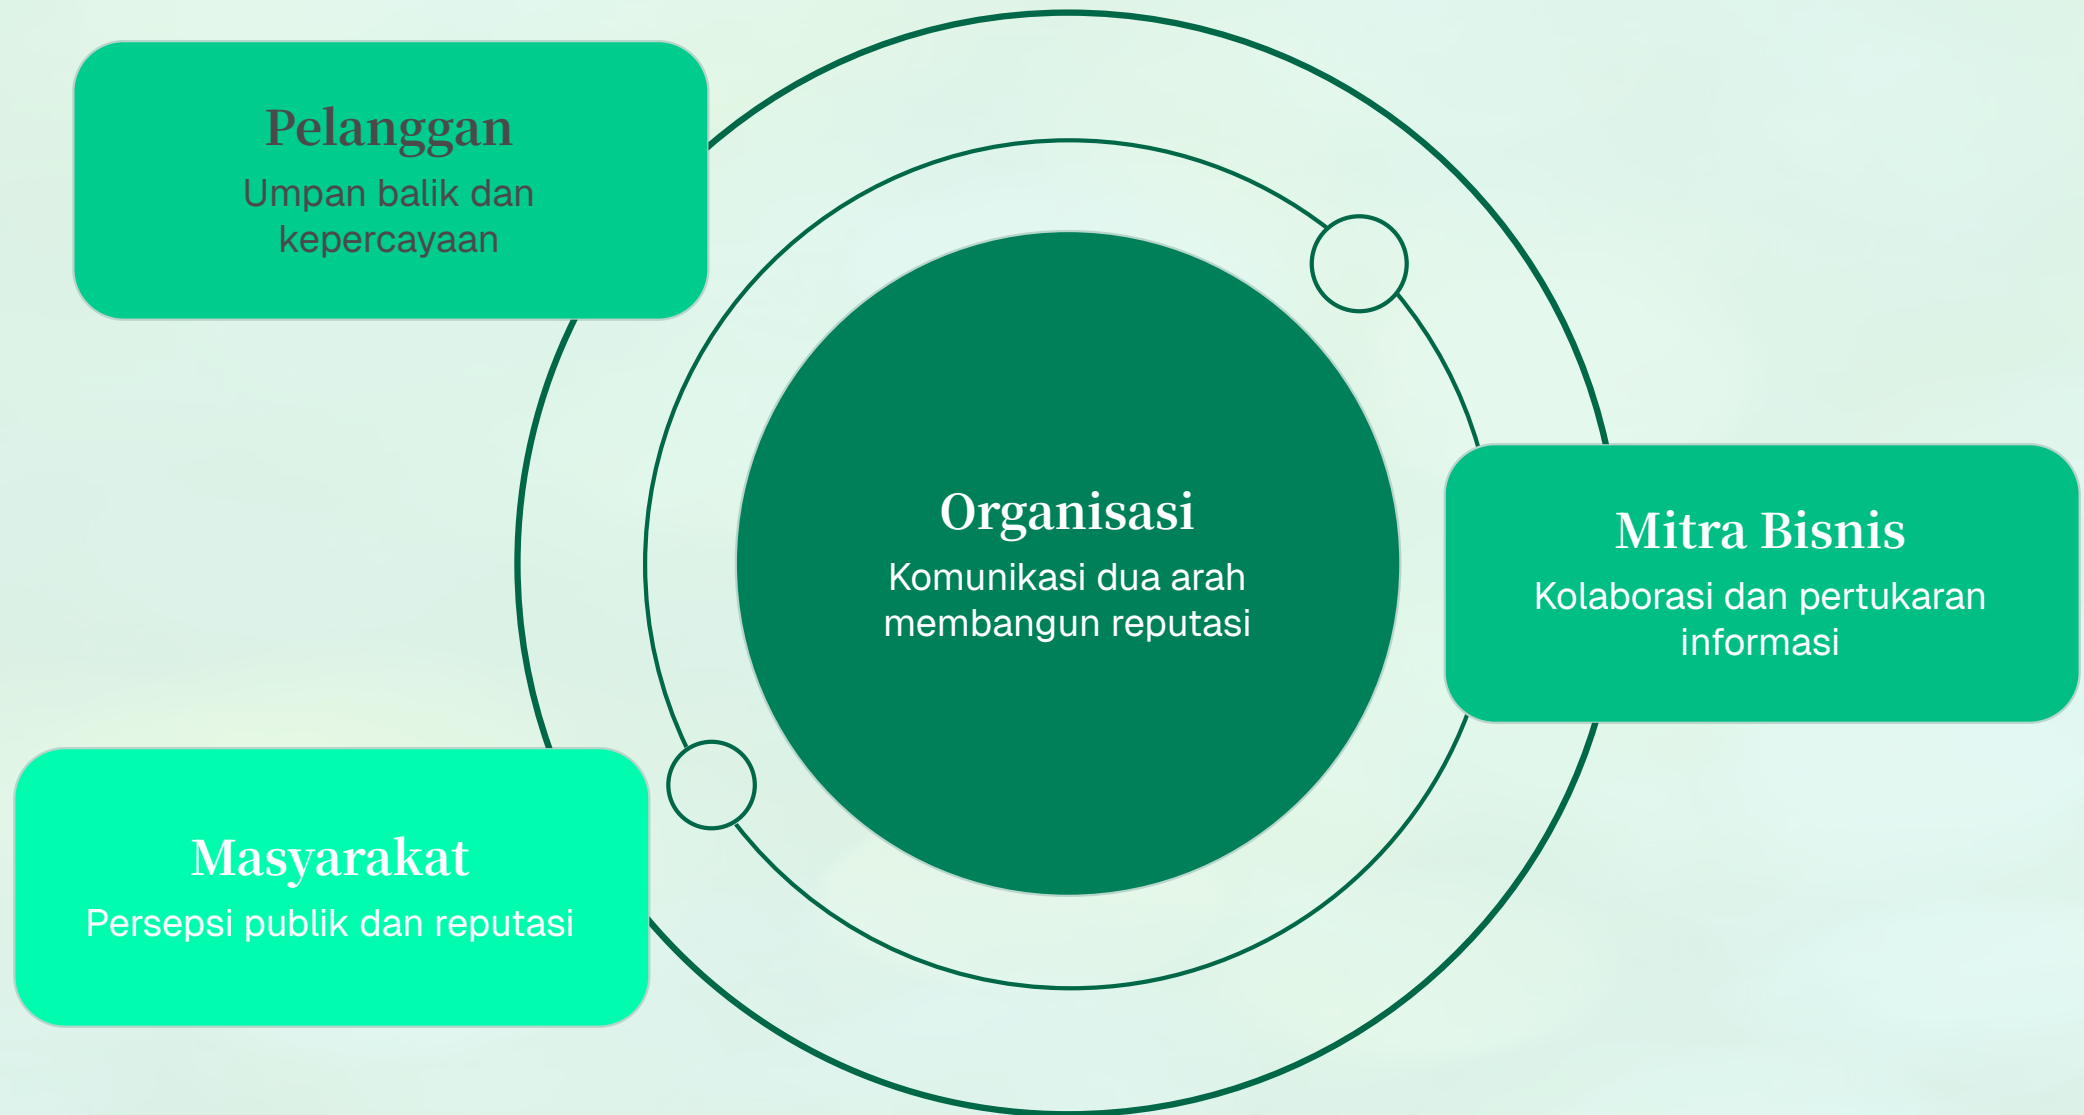 Pelanggan
Umpan balik dan
kepercayaan
Organisasi
Komunikasi dua arah
membangun reputasi
Mitra Bisnis
Kolaborasi dan pertukaran
informasi
Masyarakat
Persepsi publik dan reputasi